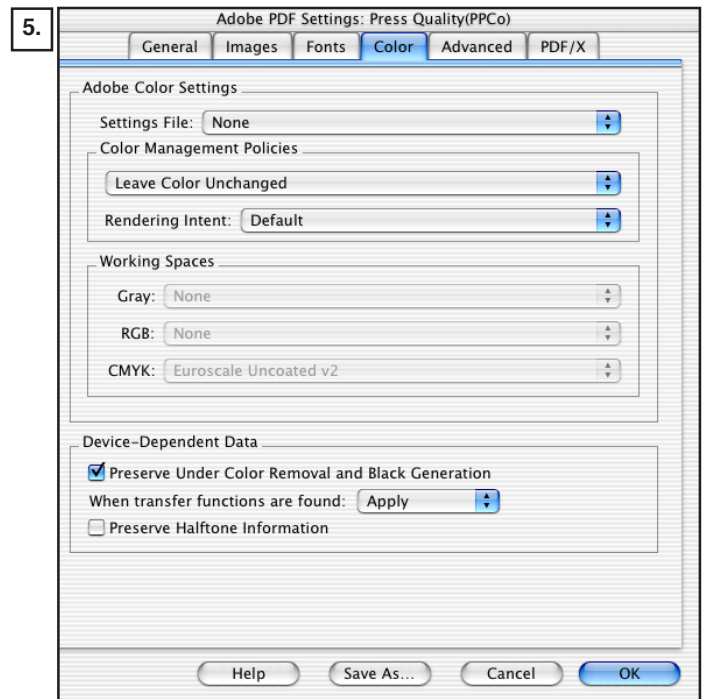 5.
Adobe PDF Settings: Press Quality(PPCo)
General Images Fonts Color Advanced PDF/X
Adobe Color Settings
Settings File: None
Color Management Policies
Leave Color Unchanged
Rendering Intent: Default
Working Spaces
Gray: None
RGB: None
CMYK: Euroscale Uncoated v2
Device-Dependent Data
Preserve Under Color Removal and Black Generation
When transfer functions are found: Apply
Preserve Halftone Information
Help Save As... Cancel OK